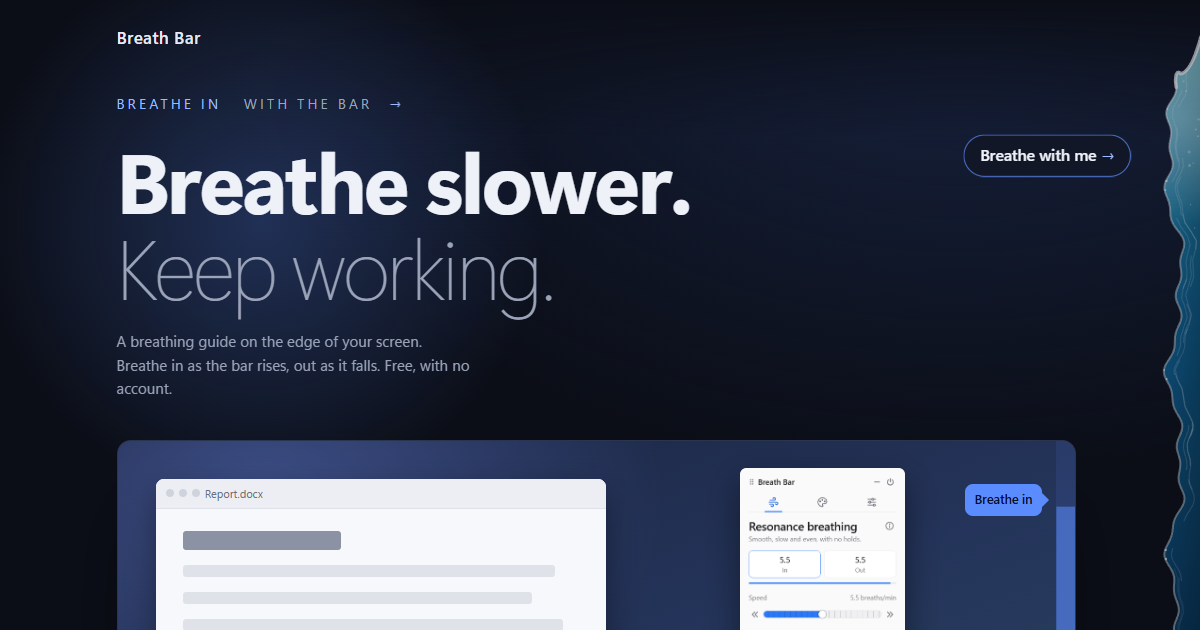 Breath Bar
BREATHE IN WITH THE BAR →
Breathe with me →
Breathe slower.
Keep working.
A breathing guide on the edge of your screen.
Breathe in as the bar rises, out as it falls. Free, with no
account.
Report.docx
Breath Bar
Resonance breathing
Smooth, slow and even, with no holds.
5.5
In
5.5
Out
Speed
5.5 breaths/min
Breathe in